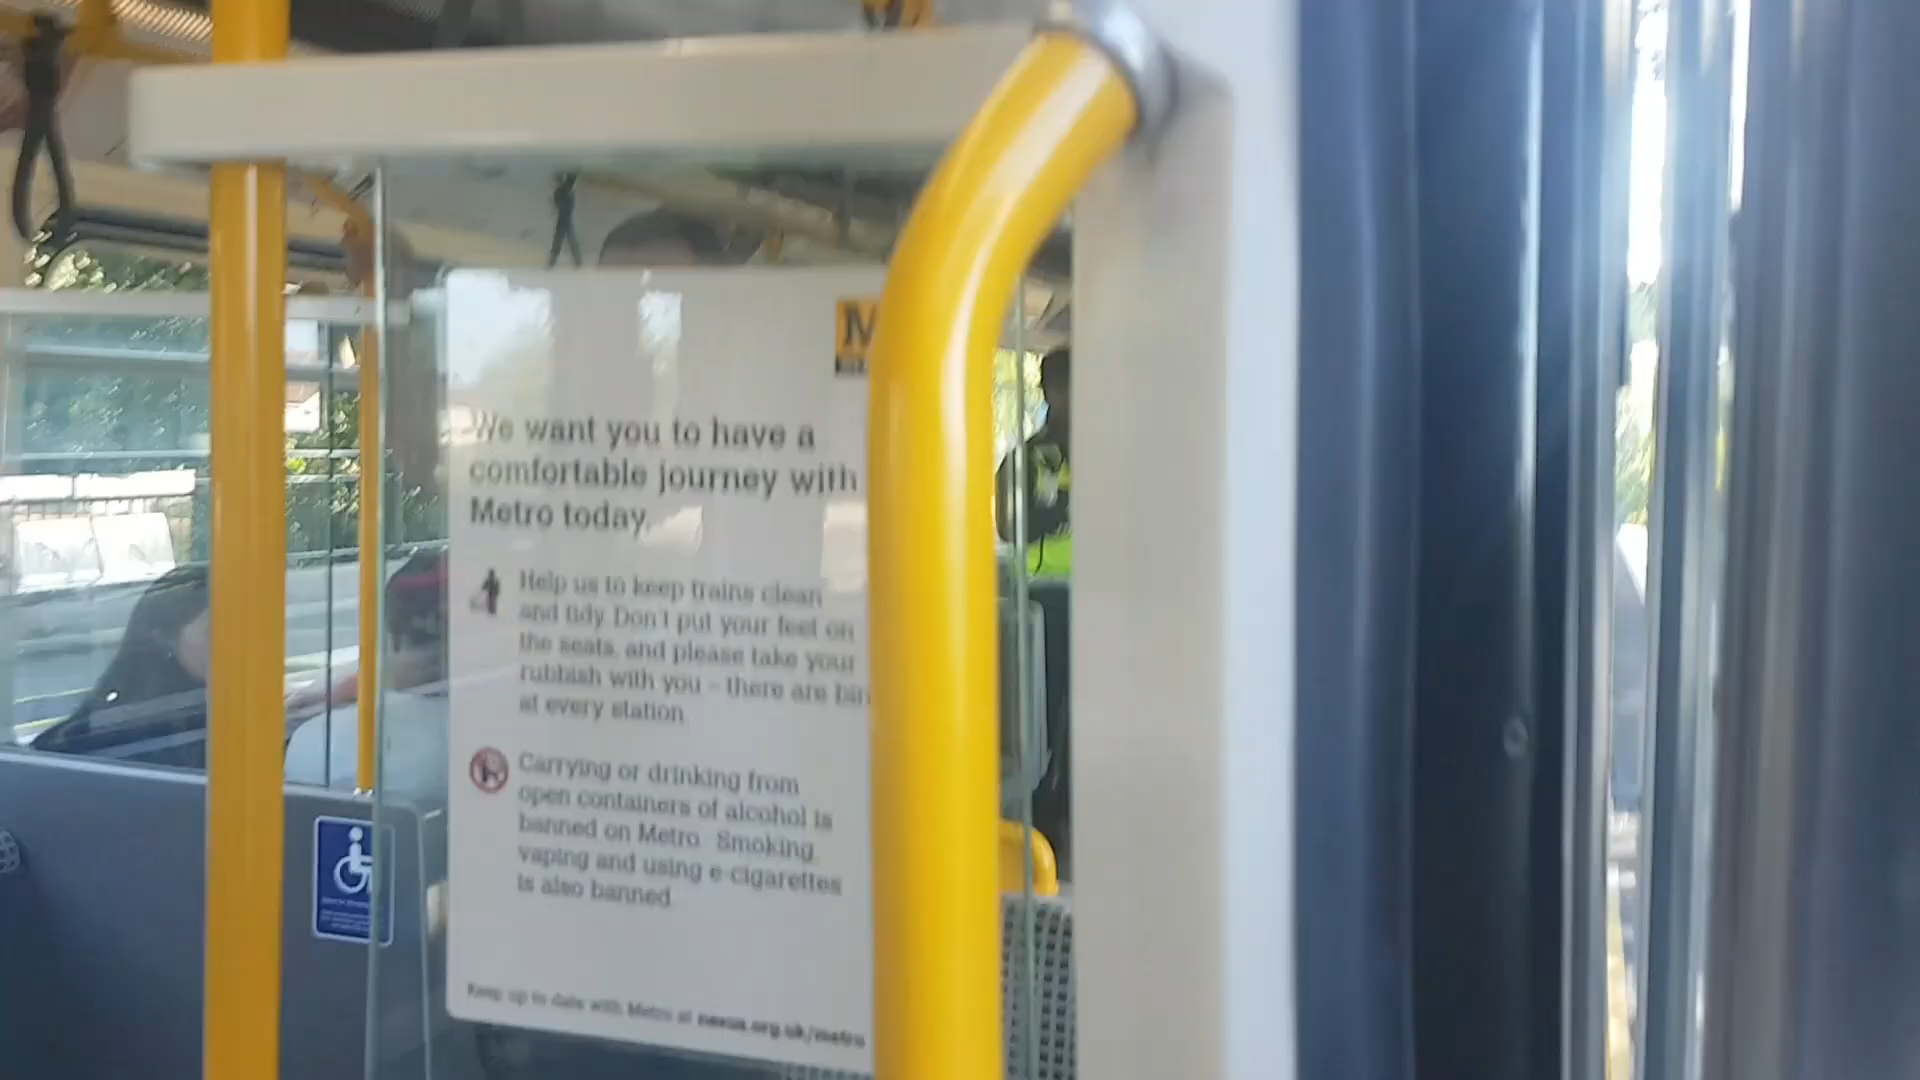 M
We want you to have a
comfortable journey with
Metro today.
Help us to keep trains clean
and tidy. Don't put your feet on
the seats, and please take your
rubbish with you – there are bin
at every station.
Carrying or drinking from
open containers of alcohol is
banned on Metro. Smoking,
vaping and using e-cigarettes
is also banned.
Keep up to date with Metro at nexus.org.uk/metro